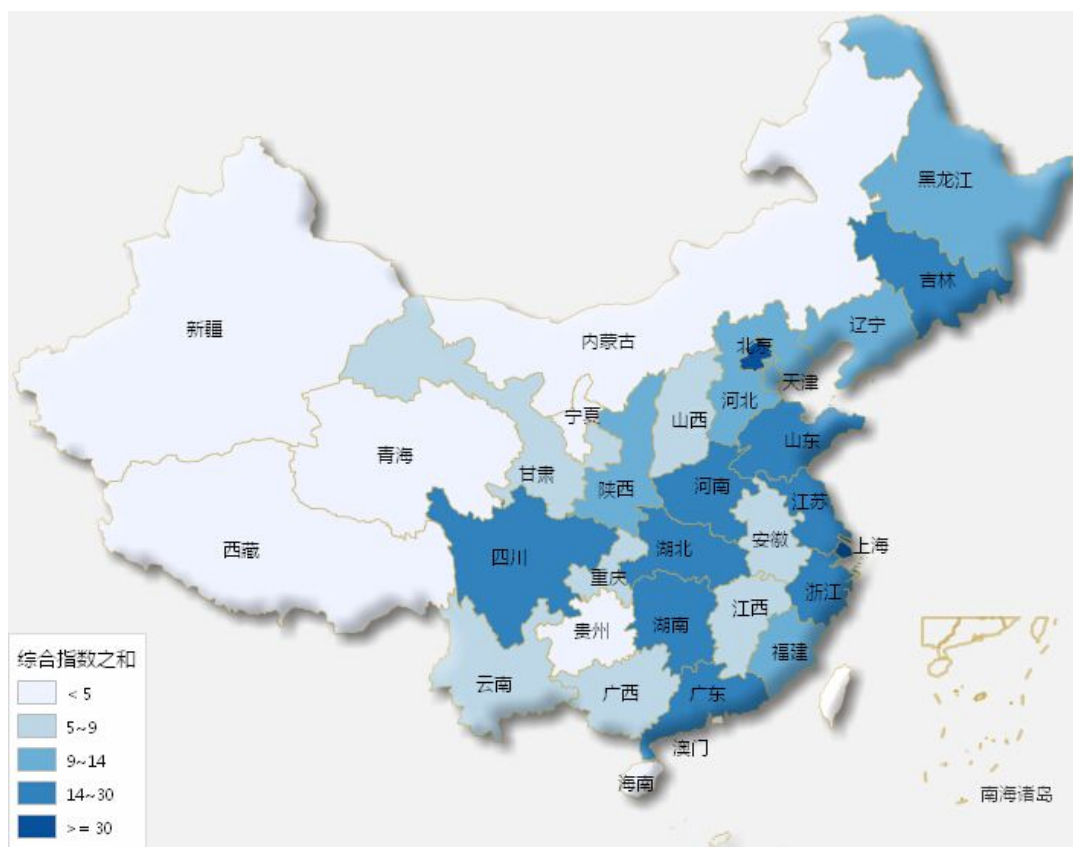 黑龙江
吉林
辽宁
新疆
内蒙古
北京
天津
河北
宁夏
山西
青海
山东
甘肃
陕西
河南
江苏
西藏
四川
湖北
安徽
上海
重庆
浙江
江西
贵州
湖南
福建
云南
广西
广东
澳门
海南
南海诸岛
综合指数之和
< 5
5~9
9~14
14~30
>= 30